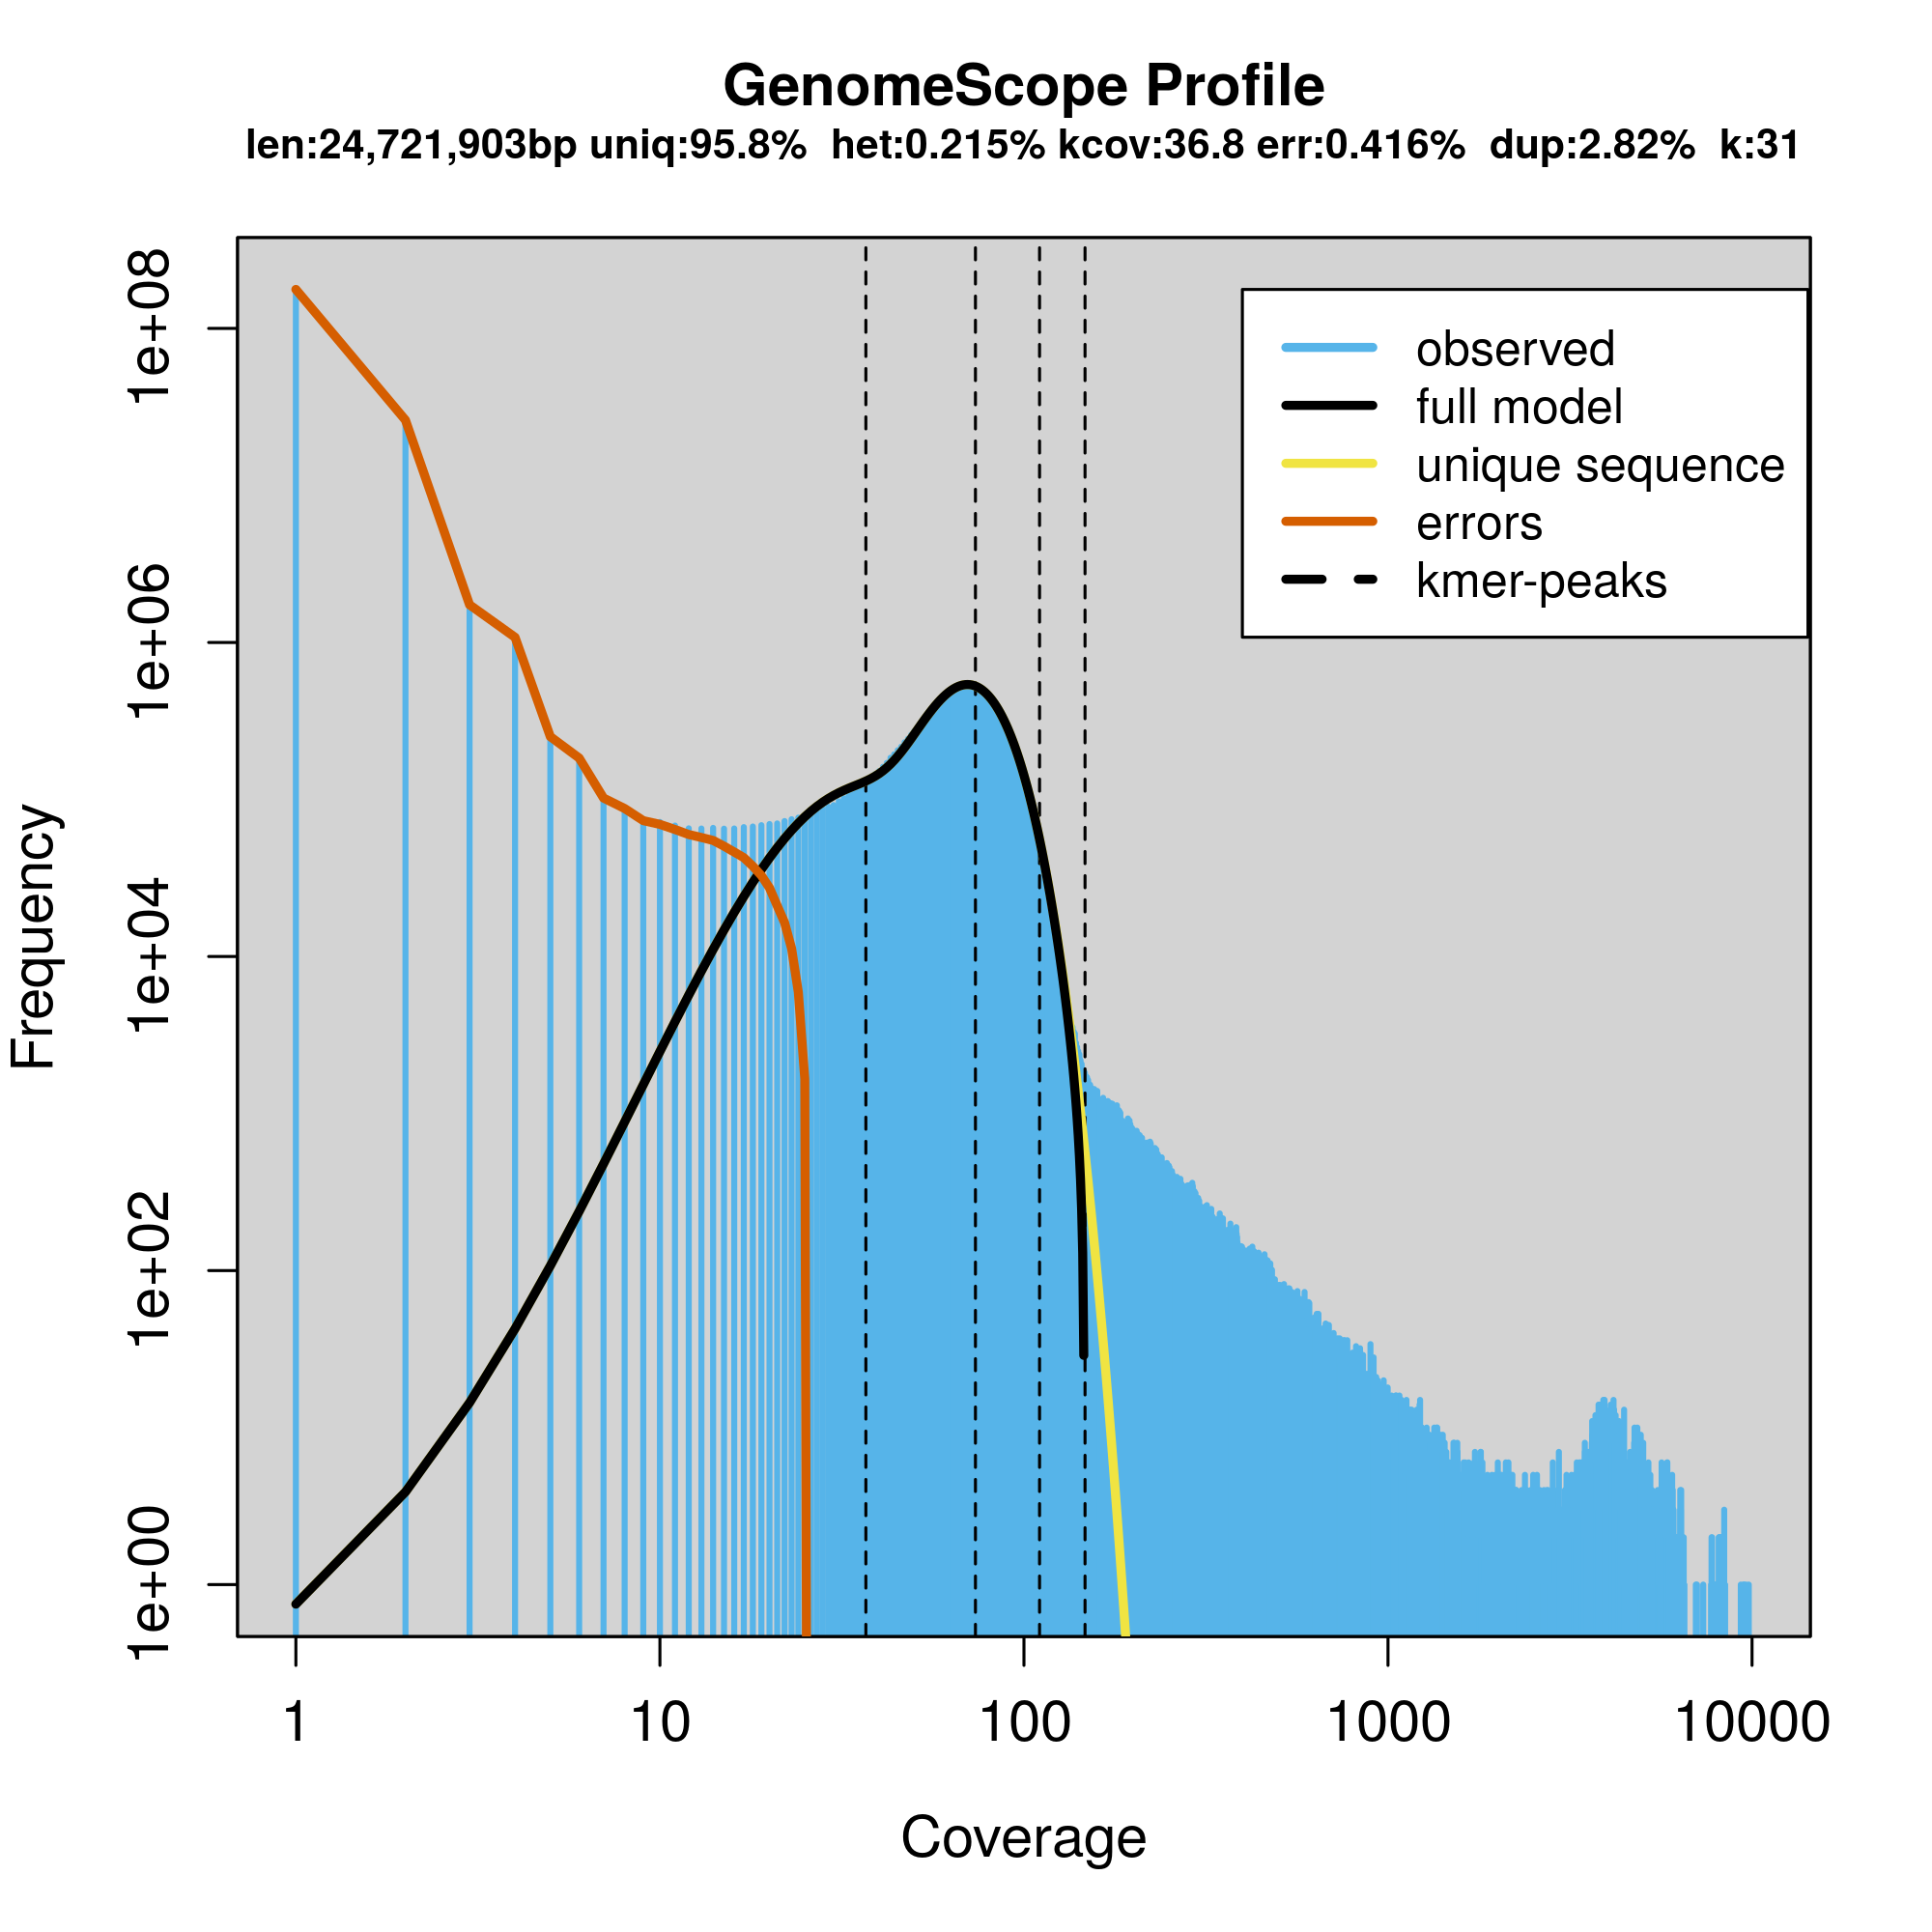 GenomeScope Profile
len:24,721,903bp uniq:95.8% het:0.215% kcov:36.8 err:0.416% dup:2.82% k:31
observed
full model
unique sequence
errors
kmer-peaks
Frequency
1e+08
1e+06
1e+04
1e+02
1e+00
1 10 100 1000 10000
Coverage